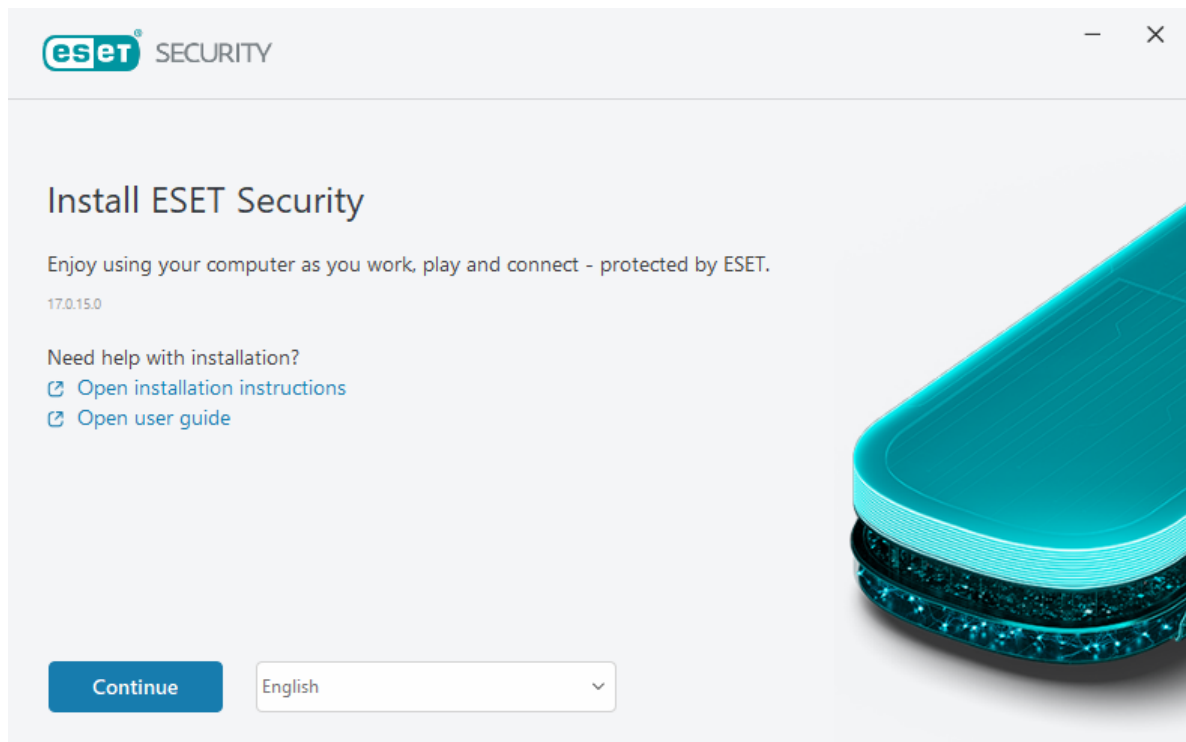 eseT® SECURITY
Install ESET Security
Enjoy using your computer as you work, play and connect - protected by ESET.
17.0.15.0
Need help with installation?
Open installation instructions
Open user guide
Continue
English